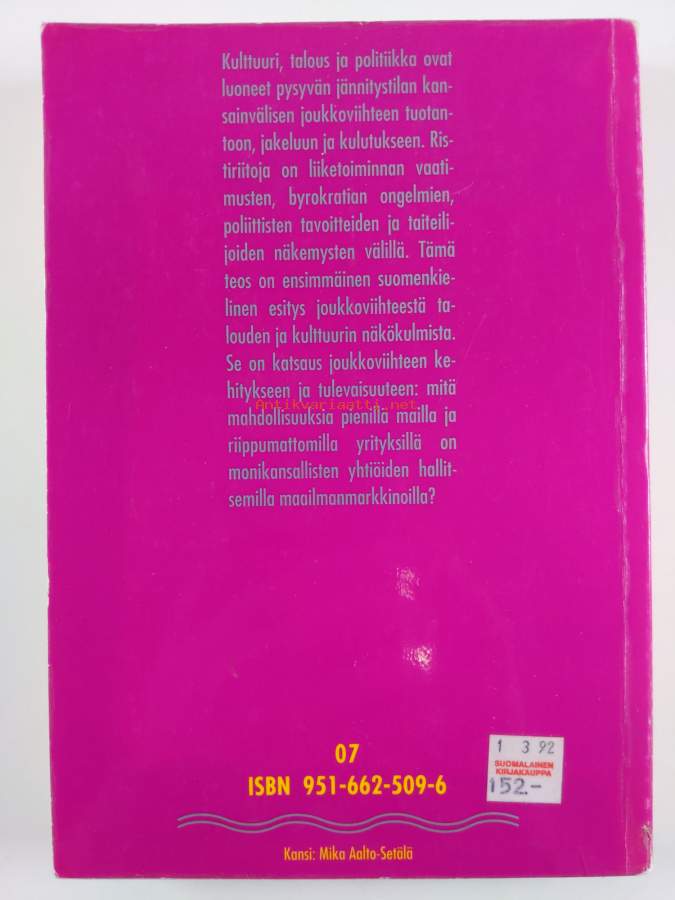 Kulttuuri, talous ja politiikka ovat
luoneet pysyvän jännitystilan kan-
sainvälisen joukkoviihteen tuotan-
toon, jakeluun ja kulutukseen. Ris-
tiriitoja on liiketoiminnan vaati-
musten, byrokratian ongelmien,
poliittisten tavoitteiden ja taiteili-
joiden näkemysten välillä. Tämä
teos on ensimmäinen suomenkie-
linen esitys joukkoviihteestä ta-
louden ja kulttuurin näkökulmista.
Se on katsaus joukkoviihteen ke-
hitykseen ja tulevaisuuteen: mitä
Antikvariaatti.net
mahdollisuuksia pienillä mailla ja
riippumattomilla yrityksillä on
monikansallisten yhtiöiden hallit-
semilla maailmanmarkkinoilla?
07
ISBN 951-662-509-6
1 3 92
SUOMALAINEN
KIRJAKAUPPA
152.-
Kansi: Mika Aalto-Setälä